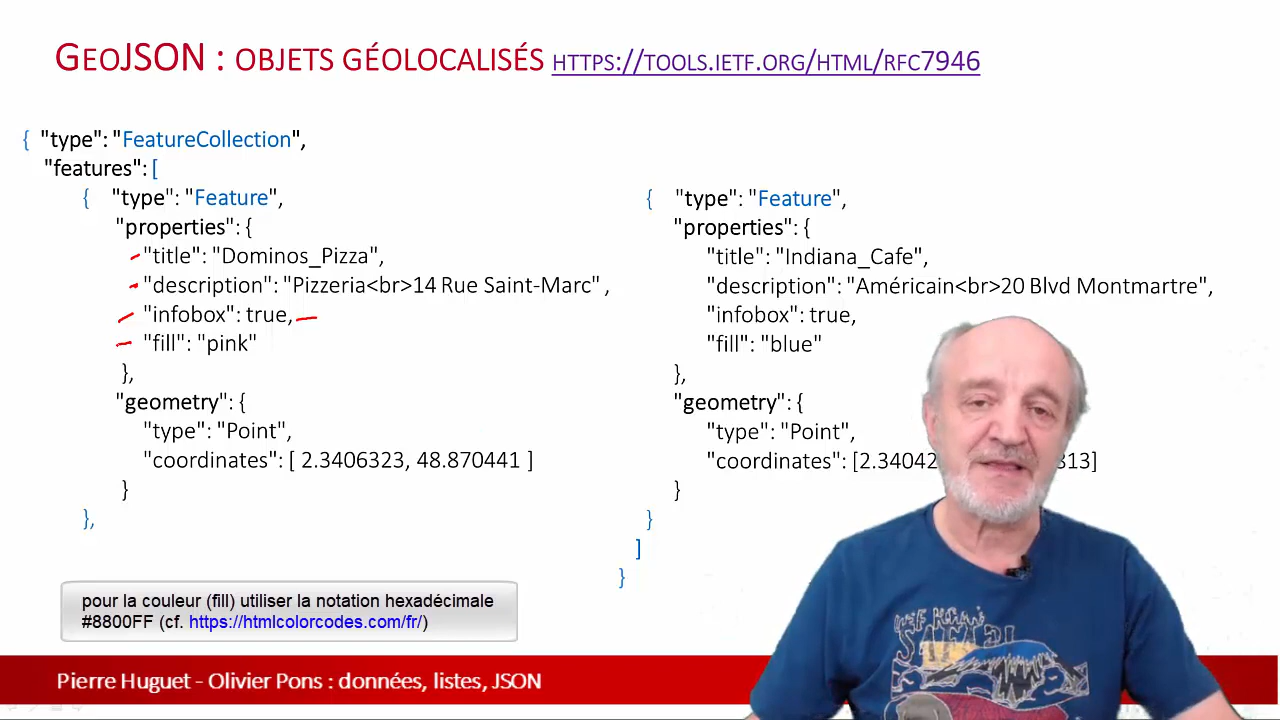 GEOJSON : OBJETS GÉOLOCALISÉS HTTPS://TOOLS.IETF.ORG/HTML/RFC7946
{ "type": "FeatureCollection",
"features": [
{ "type": "Feature",
"properties": {
"title": "Dominos_Pizza",
"description": "Pizzeria<br>14 Rue Saint-Marc" ,
"infobox": true,
"fill": "pink"
},
"geometry": {
"type": "Point",
"coordinates": [ 2.3406323, 48.870441 ]
}
},
{ "type": "Feature",
"properties": {
"title": "Indiana_Cafe",
"description": "Américain<br>20 Blvd Montmartre",
"infobox": true,
"fill": "blue"
},
"geometry": {
"type": "Point",
"coordinates": [2.34042 813]
}
}
]
}
pour la couleur (fill) utiliser la notation hexadécimale
#8800FF (cf. https://htmlcolorcodes.com/fr/)
Pierre Huguet - Olivier Pons : données, listes, JSON
SAFARI